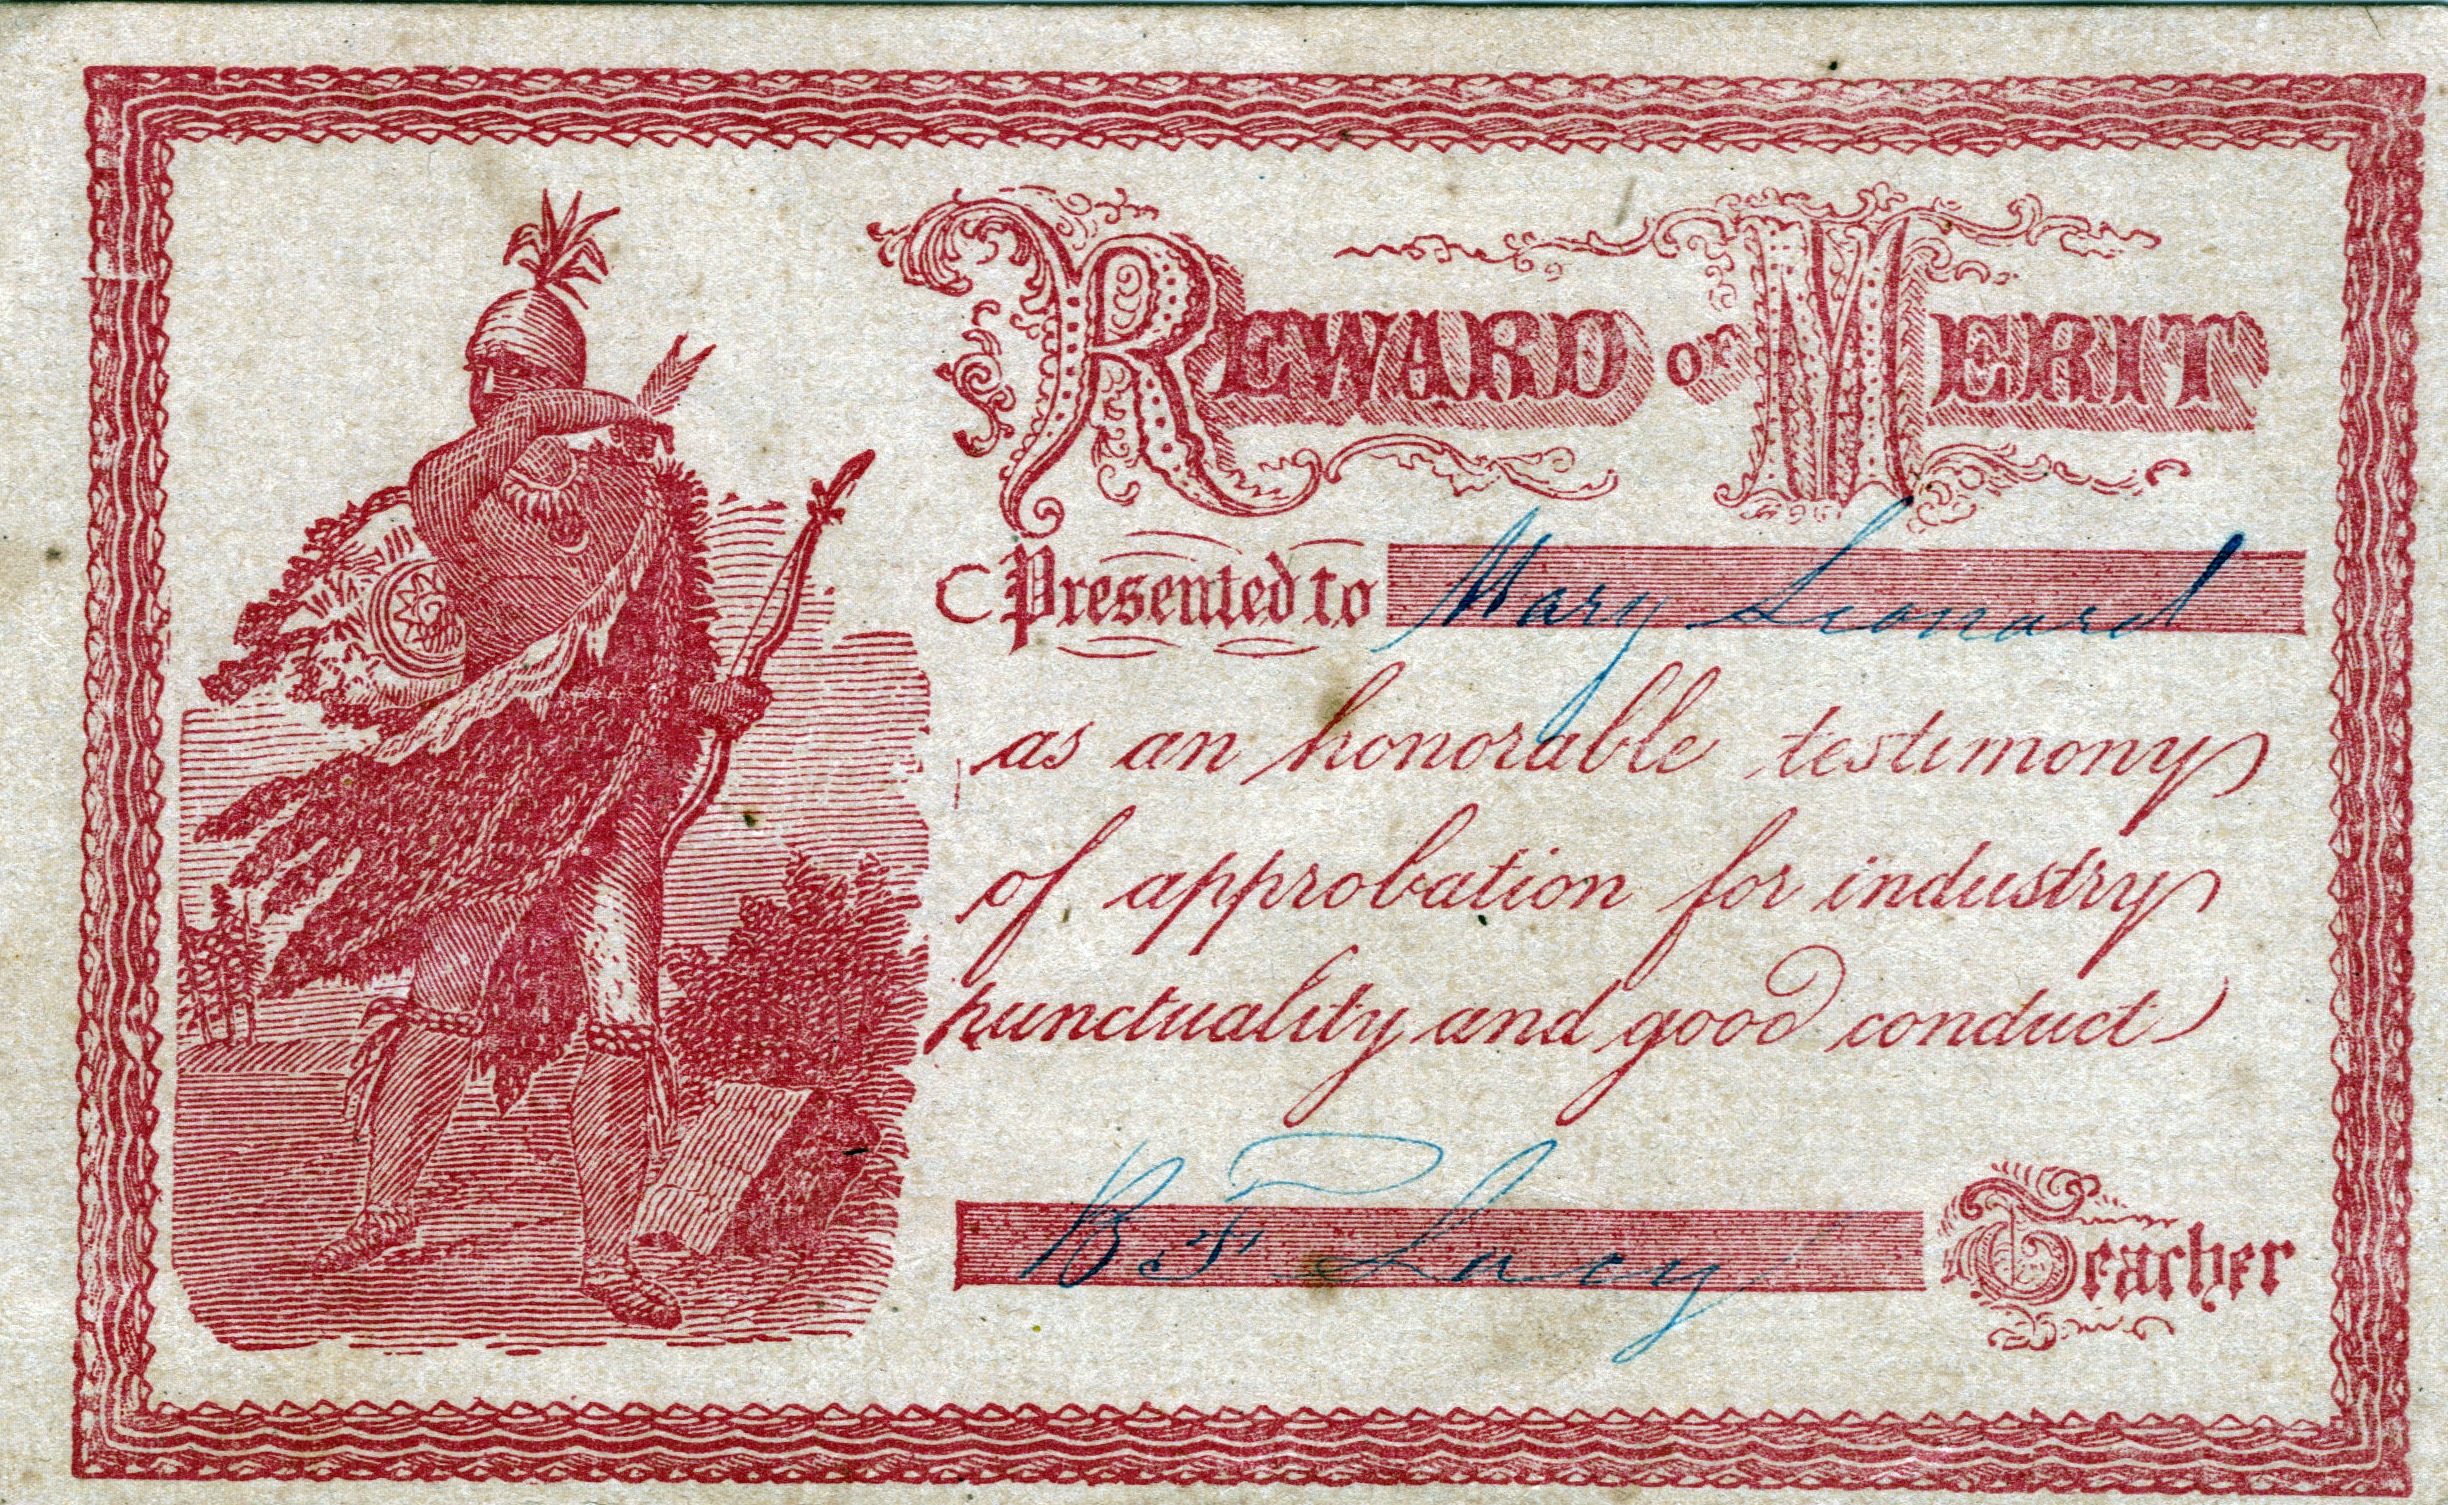 REWARD OF MERIT
Presented to Mary Leonard
as an honorable testimony
of approbation for industry
punctuality and good conduct
B F Lacy Teacher